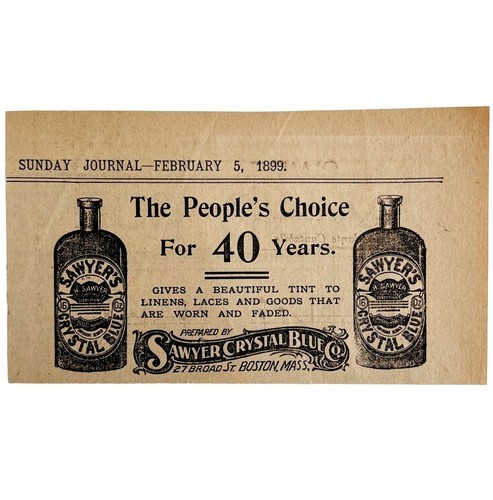 SUNDAY JOURNAL—FEBRUARY 5, 1899.
The People's Choice
For 40 Years.
GIVES A BEAUTIFUL TINT TO
LINENS, LACES AND GOODS THAT
ARE WORN AND FADED.
PREPARED BY
SAWYER CRYSTAL BLUE CO.
27 BROAD ST. BOSTON, MASS.
SAWYER'S
CRYSTAL BLUE
SAWYER'S
CRYSTAL BLUE